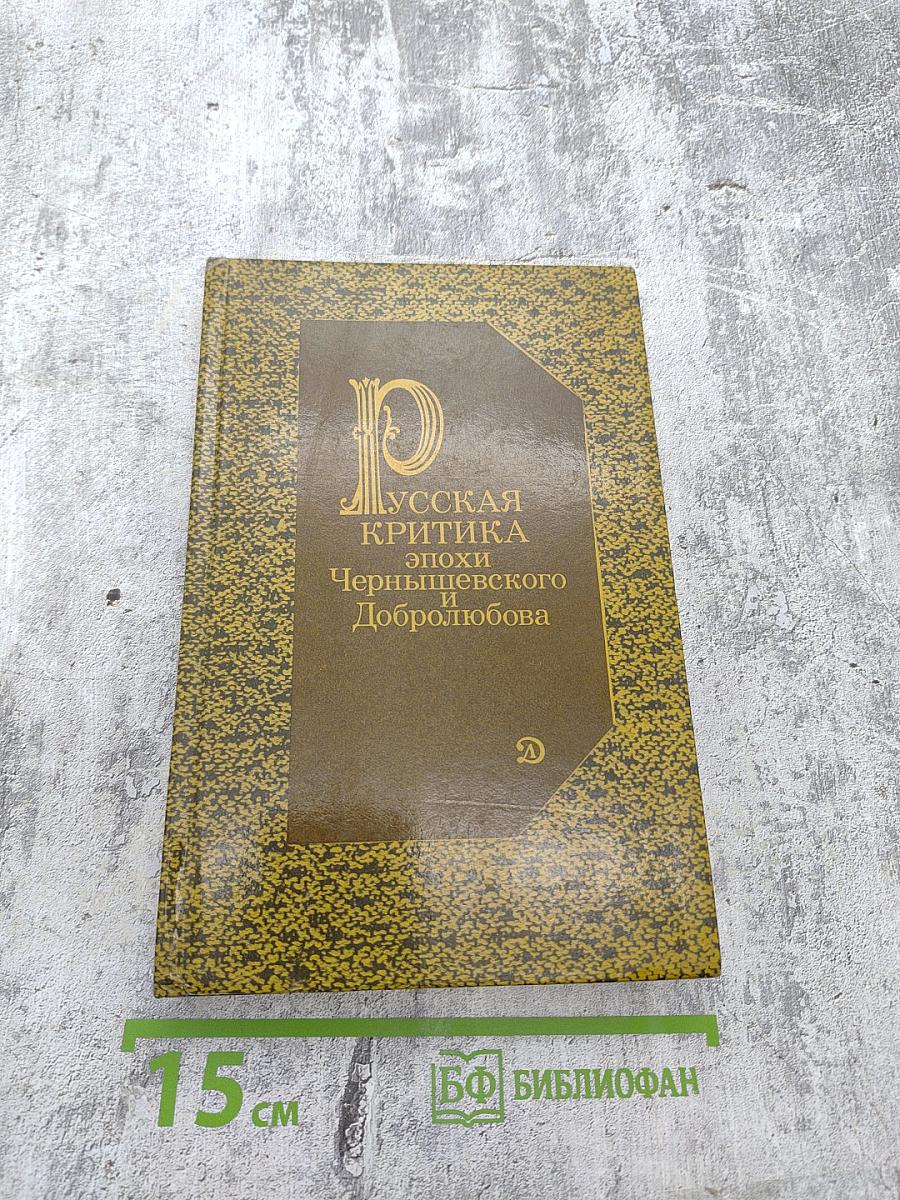 Русская
критика
эпохи
Чернышевского
и
Добролюбова
Д
15 см
БФ БИБЛИОФАН